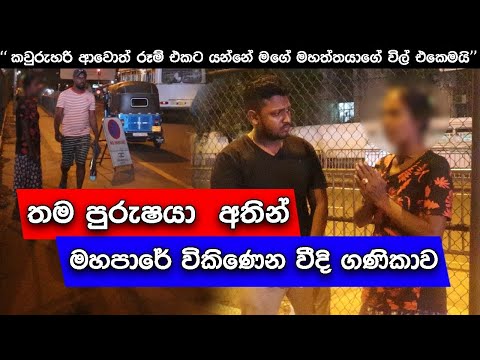 “ කවුරුහරි ආවොත් රූම් එකට යන්නේ මගේ මහත්තයාගේ විල් එකෙමයි”
තම පුරුෂයා අතින්
මහපාරේ විකිණෙන වීදි ගණිකාව